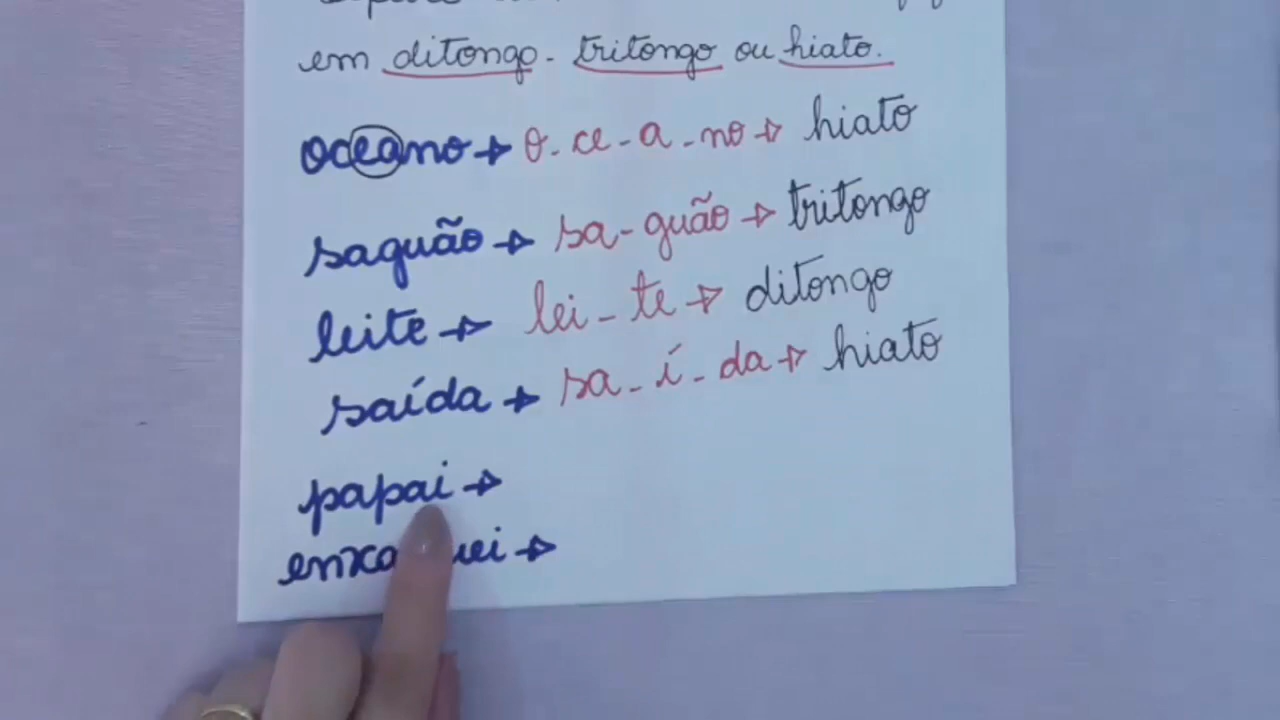 em ditongo. tritongo ou hiato.
oceano → o-ce-a-no → hiato
saguão → sa-guão → tritongo
leite → lei-te → ditongo
saída → sa-í-da → hiato
papai →
→